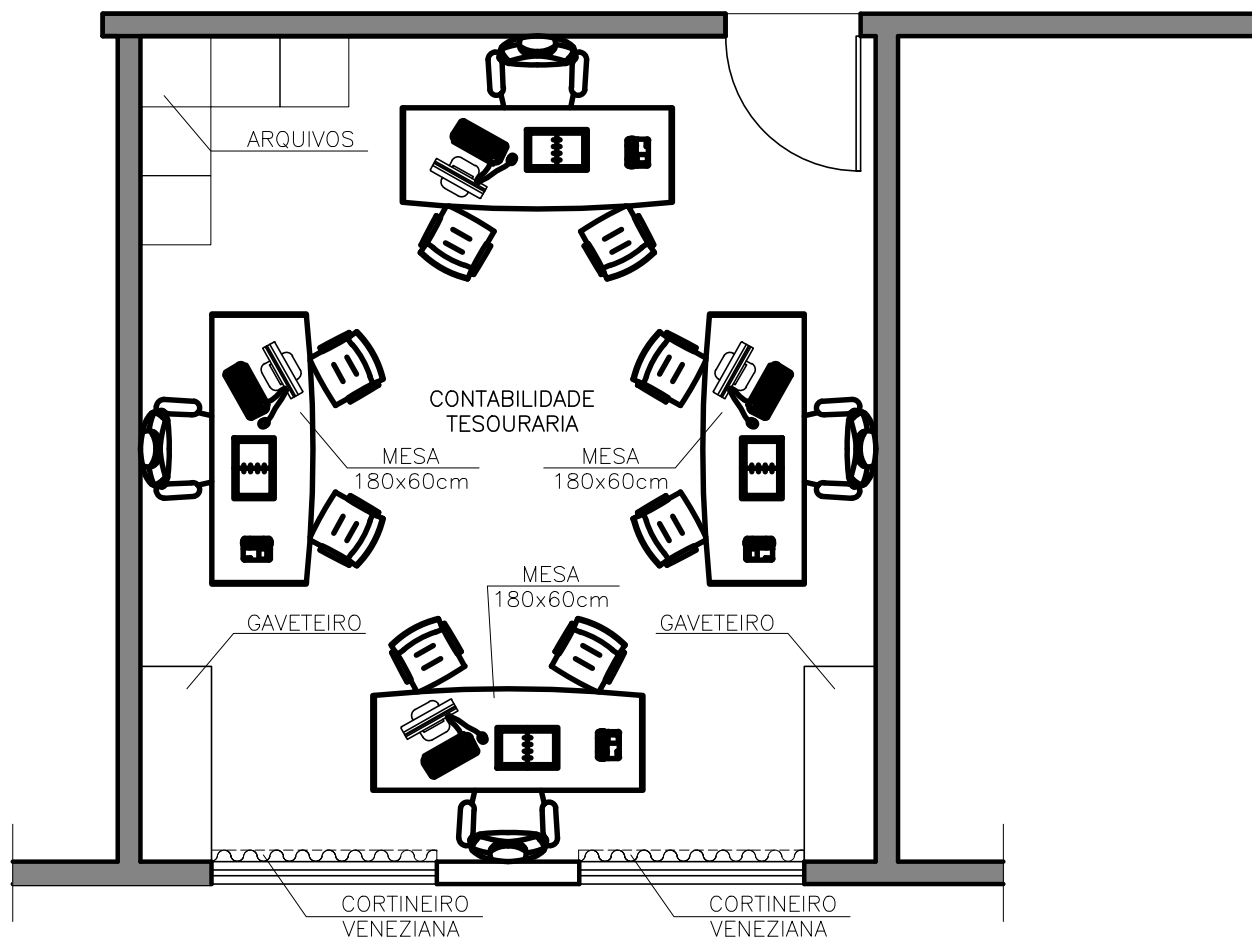 ARQUIVOS
CONTABILIDADE
TESOURARIA
MESA
180x60cm
MESA
180x60cm
MESA
180x60cm
GAVETEIRO
GAVETEIRO
CORTINEIRO
VENEZIANA
CORTINEIRO
VENEZIANA